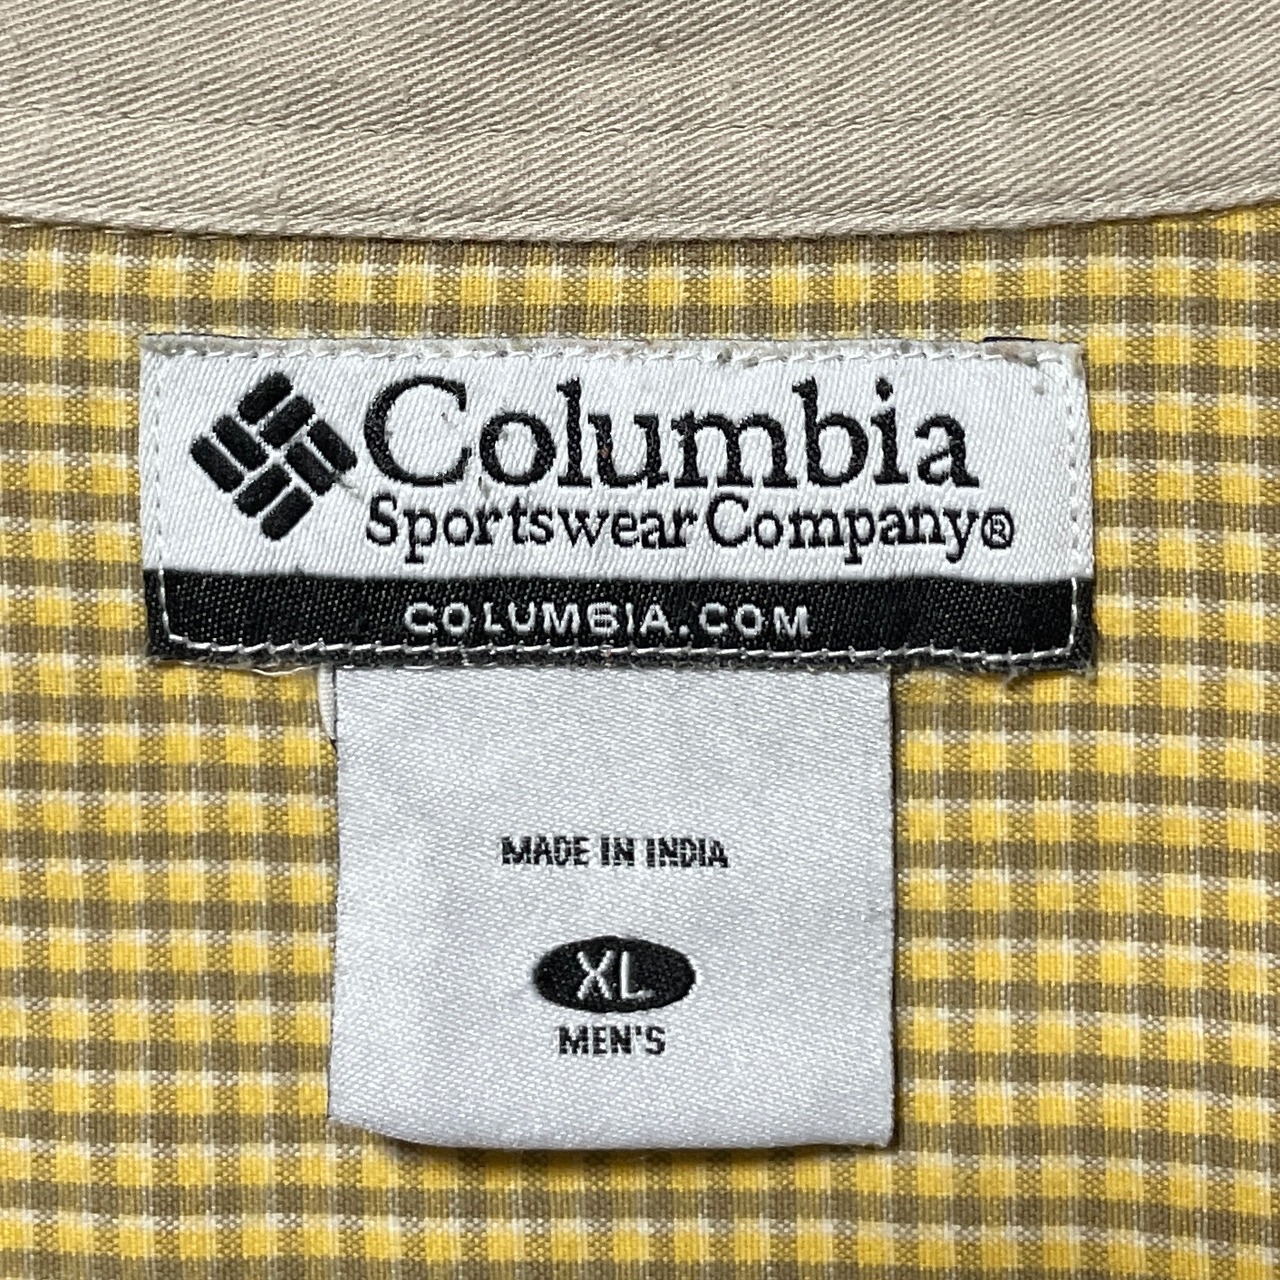 Columbia
Sportswear Company®
COLUMBIA.COM
MADE IN INDIA
XL
MEN'S